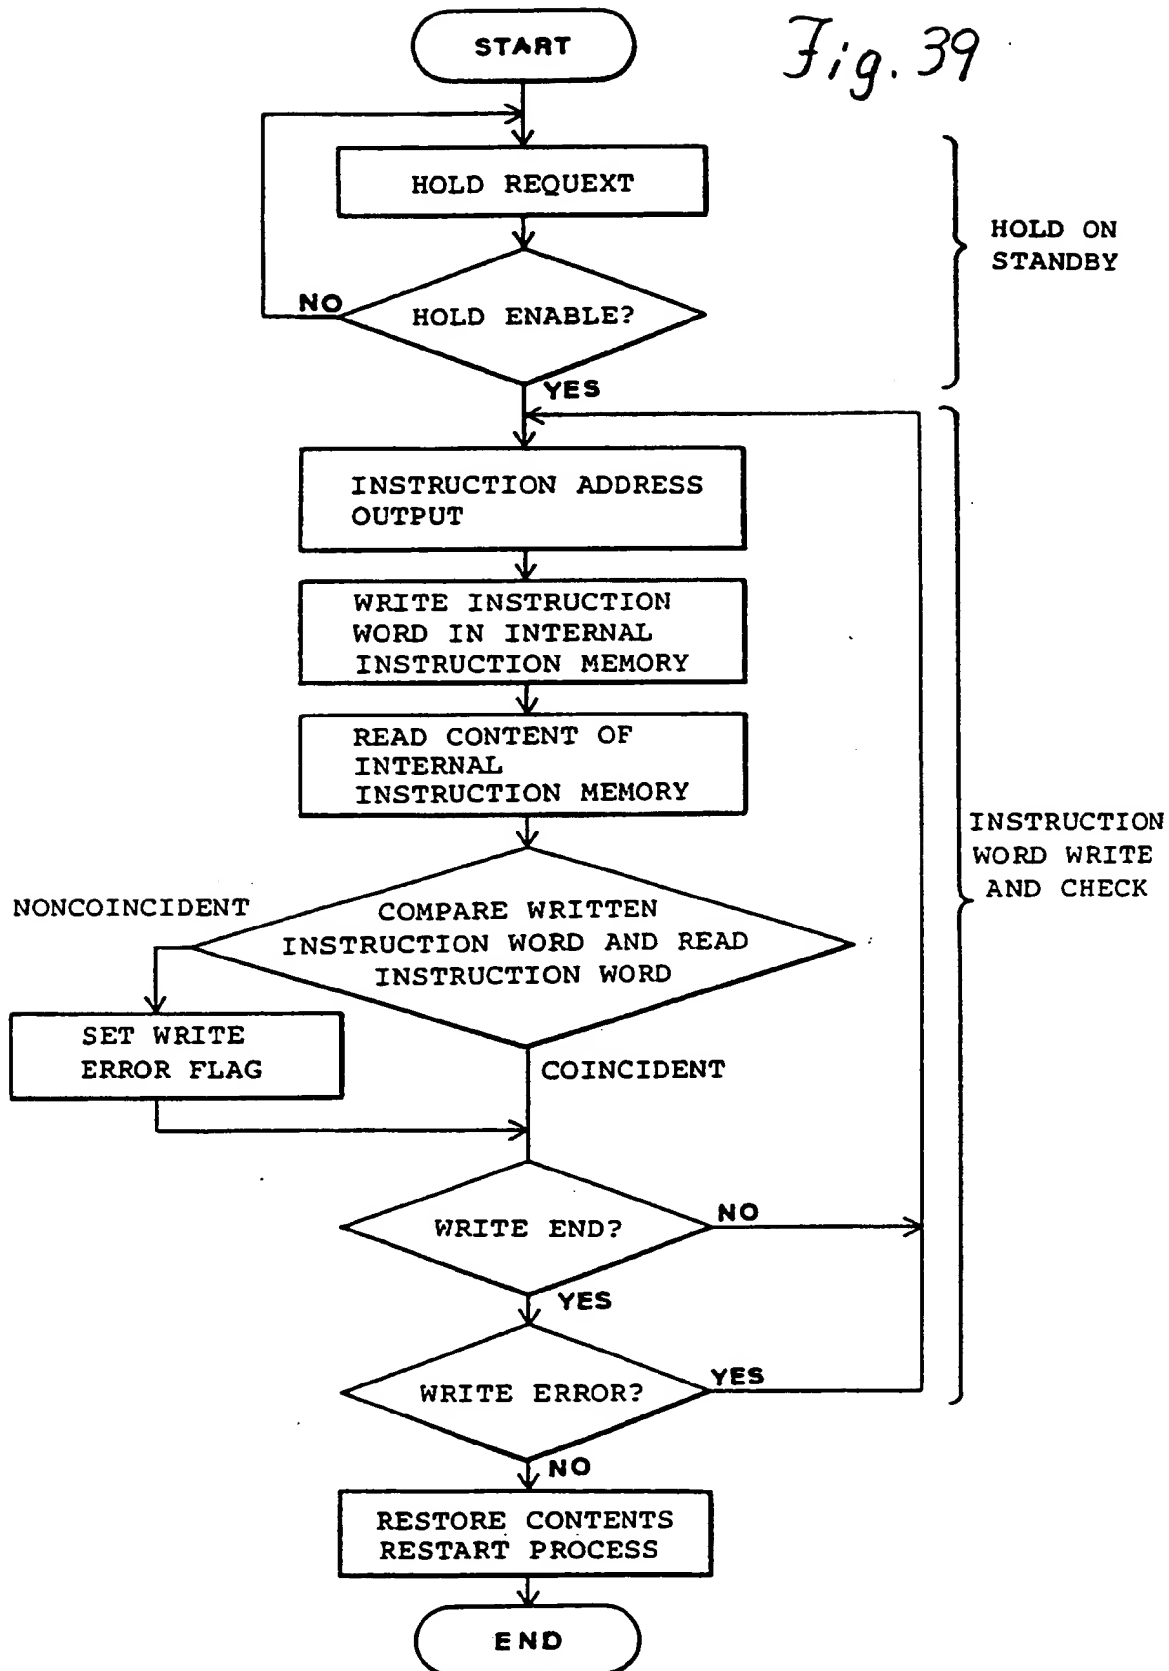 START
Fig. 39
HOLD REQUEXT
HOLD ON
STANDBY
NO
HOLD ENABLE?
YES
INSTRUCTION ADDRESS
OUTPUT
WRITE INSTRUCTION
WORD IN INTERNAL
INSTRUCTION MEMORY
READ CONTENT OF
INTERNAL
INSTRUCTION MEMORY
INSTRUCTION
WORD WRITE
AND CHECK
NONCOINCIDENT
COMPARE WRITTEN
INSTRUCTION WORD AND READ
INSTRUCTION WORD
SET WRITE
ERROR FLAG
COINCIDENT
WRITE END?
NO
YES
WRITE ERROR?
YES
NO
RESTORE CONTENTS
RESTART PROCESS
END